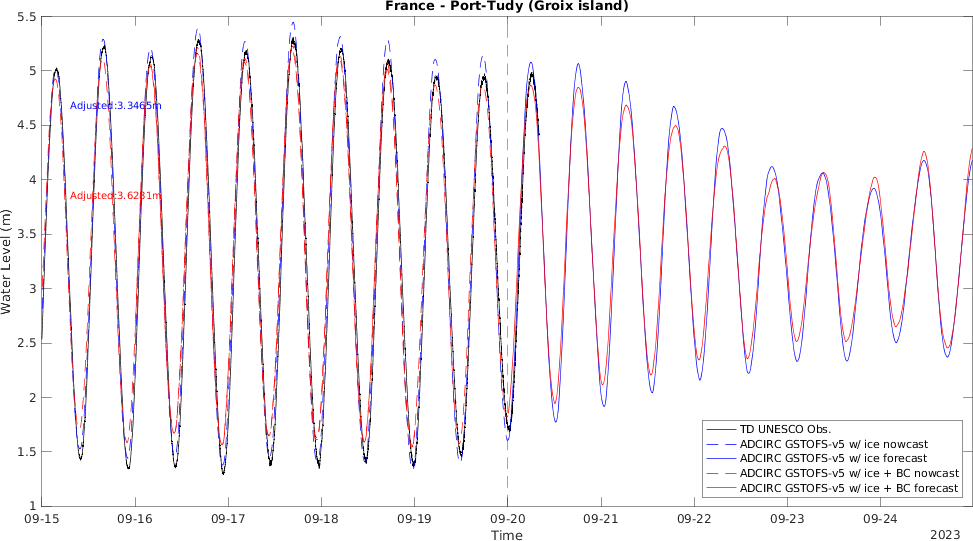 France - Port-Tudy (Groix island)
5.5
5
4.5
4
3.5
3
2.5
2
1.5
1
Water Level (m)
Adjusted:3.3465m
Adjusted:3.6231m
TD UNESCO Obs.
ADCIRC GSTOFS-v5 w/ ice nowcast
ADCIRC GSTOFS-v5 w/ ice forecast
ADCIRC GSTOFS-v5 w/ ice + BC nowcast
ADCIRC GSTOFS-v5 w/ ice + BC forecast
09-15 09-16 09-17 09-18 09-19 09-20 09-21 09-22 09-23 09-24
Time
2023